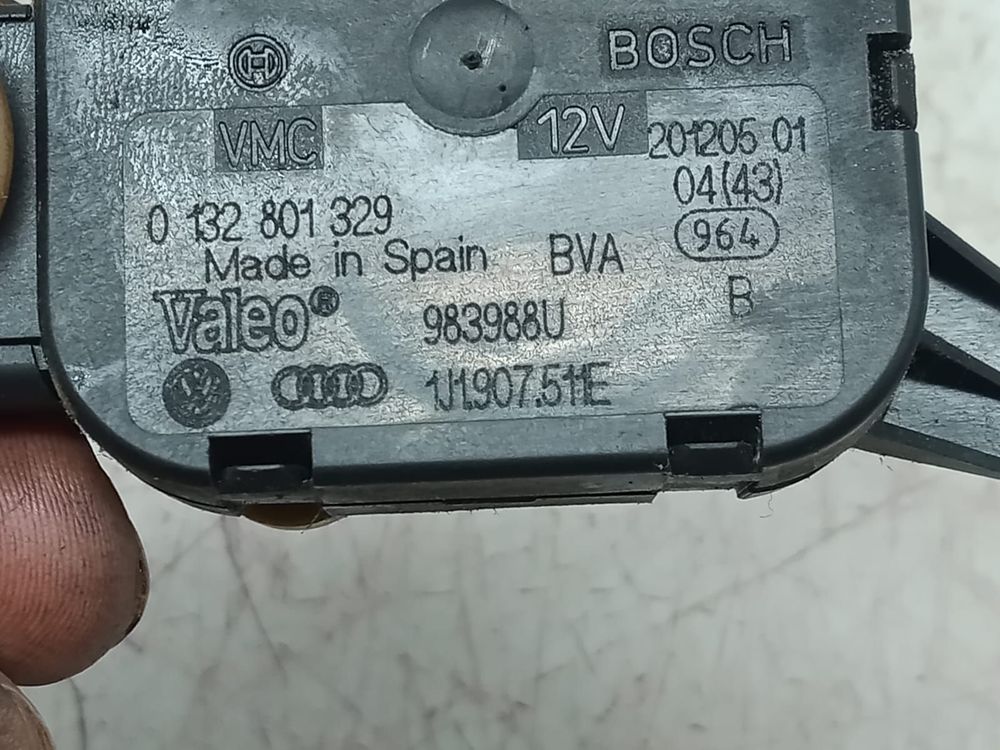 BOSCH
VMC 12V 201205 01
04(43)
0 132 801 329
964
Made in Spain BVA
B
Valeo® 983988U
1J1.907.511E